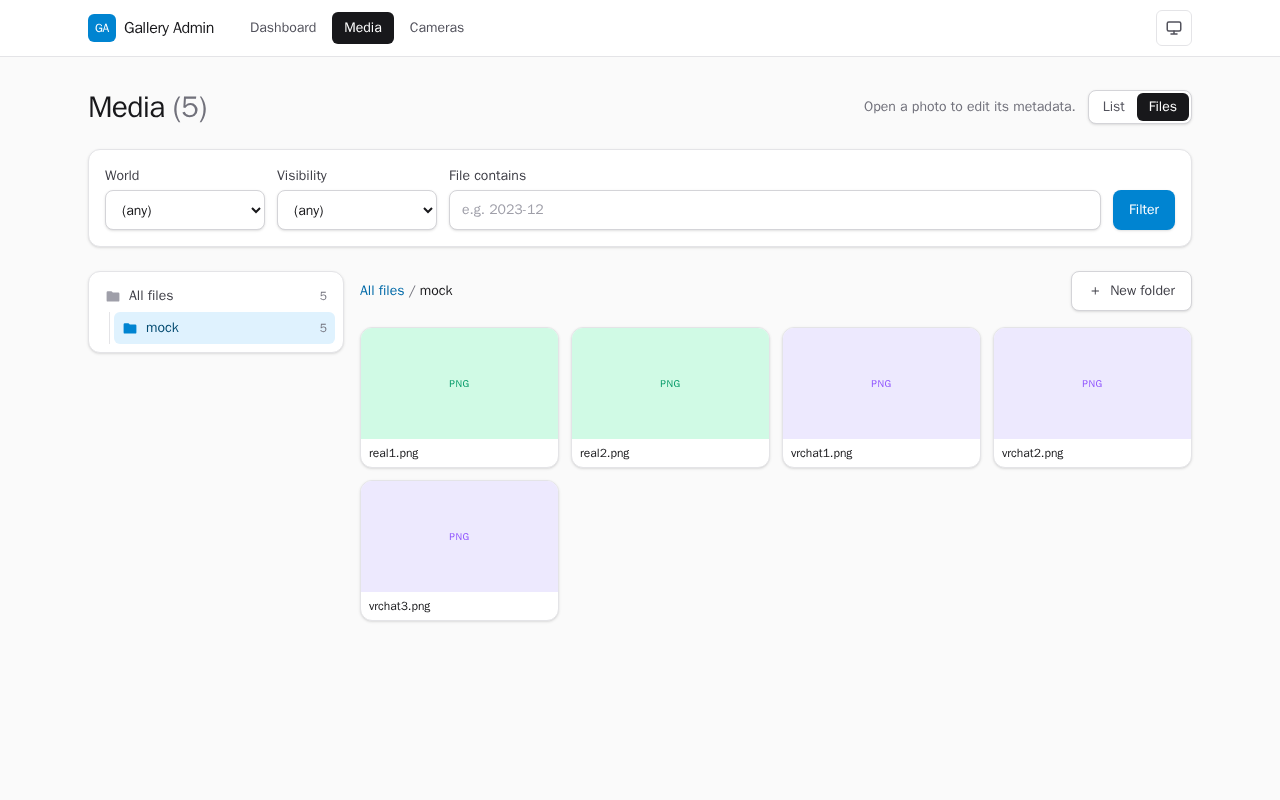 GA Gallery Admin Dashboard Media Cameras
Media (5)
Open a photo to edit its metadata. List Files
World Visibility File contains
(any) (any) e.g. 2023-12 Filter
All files 5
mock 5
All files / mock
+ New folder
PNG PNG PNG PNG
real1.png real2.png vrchat1.png vrchat2.png
PNG
vrchat3.png